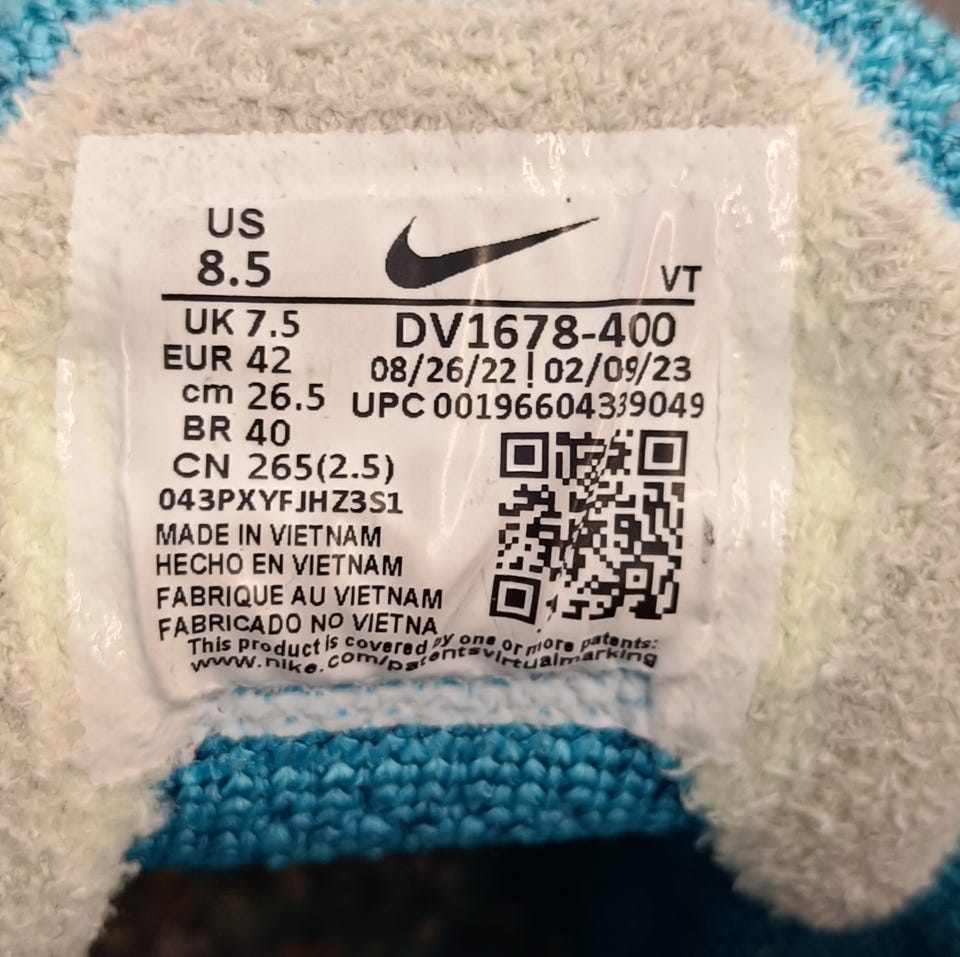 US
8.5
VT
UK 7.5
EUR 42
cm 26.5
BR 40
CN 265(2.5)
DV1678-400
08/26/22 | 02/09/23
UPC
043PXYFJHZ3S1
MADE IN VIETNAM
HECHO EN VIETNAM
FABRIQUE AU VIETNAM
FABRICADO NO VIETNA
This product is covered by one or more patents:
www.nike.com/patentsvirtualmarking